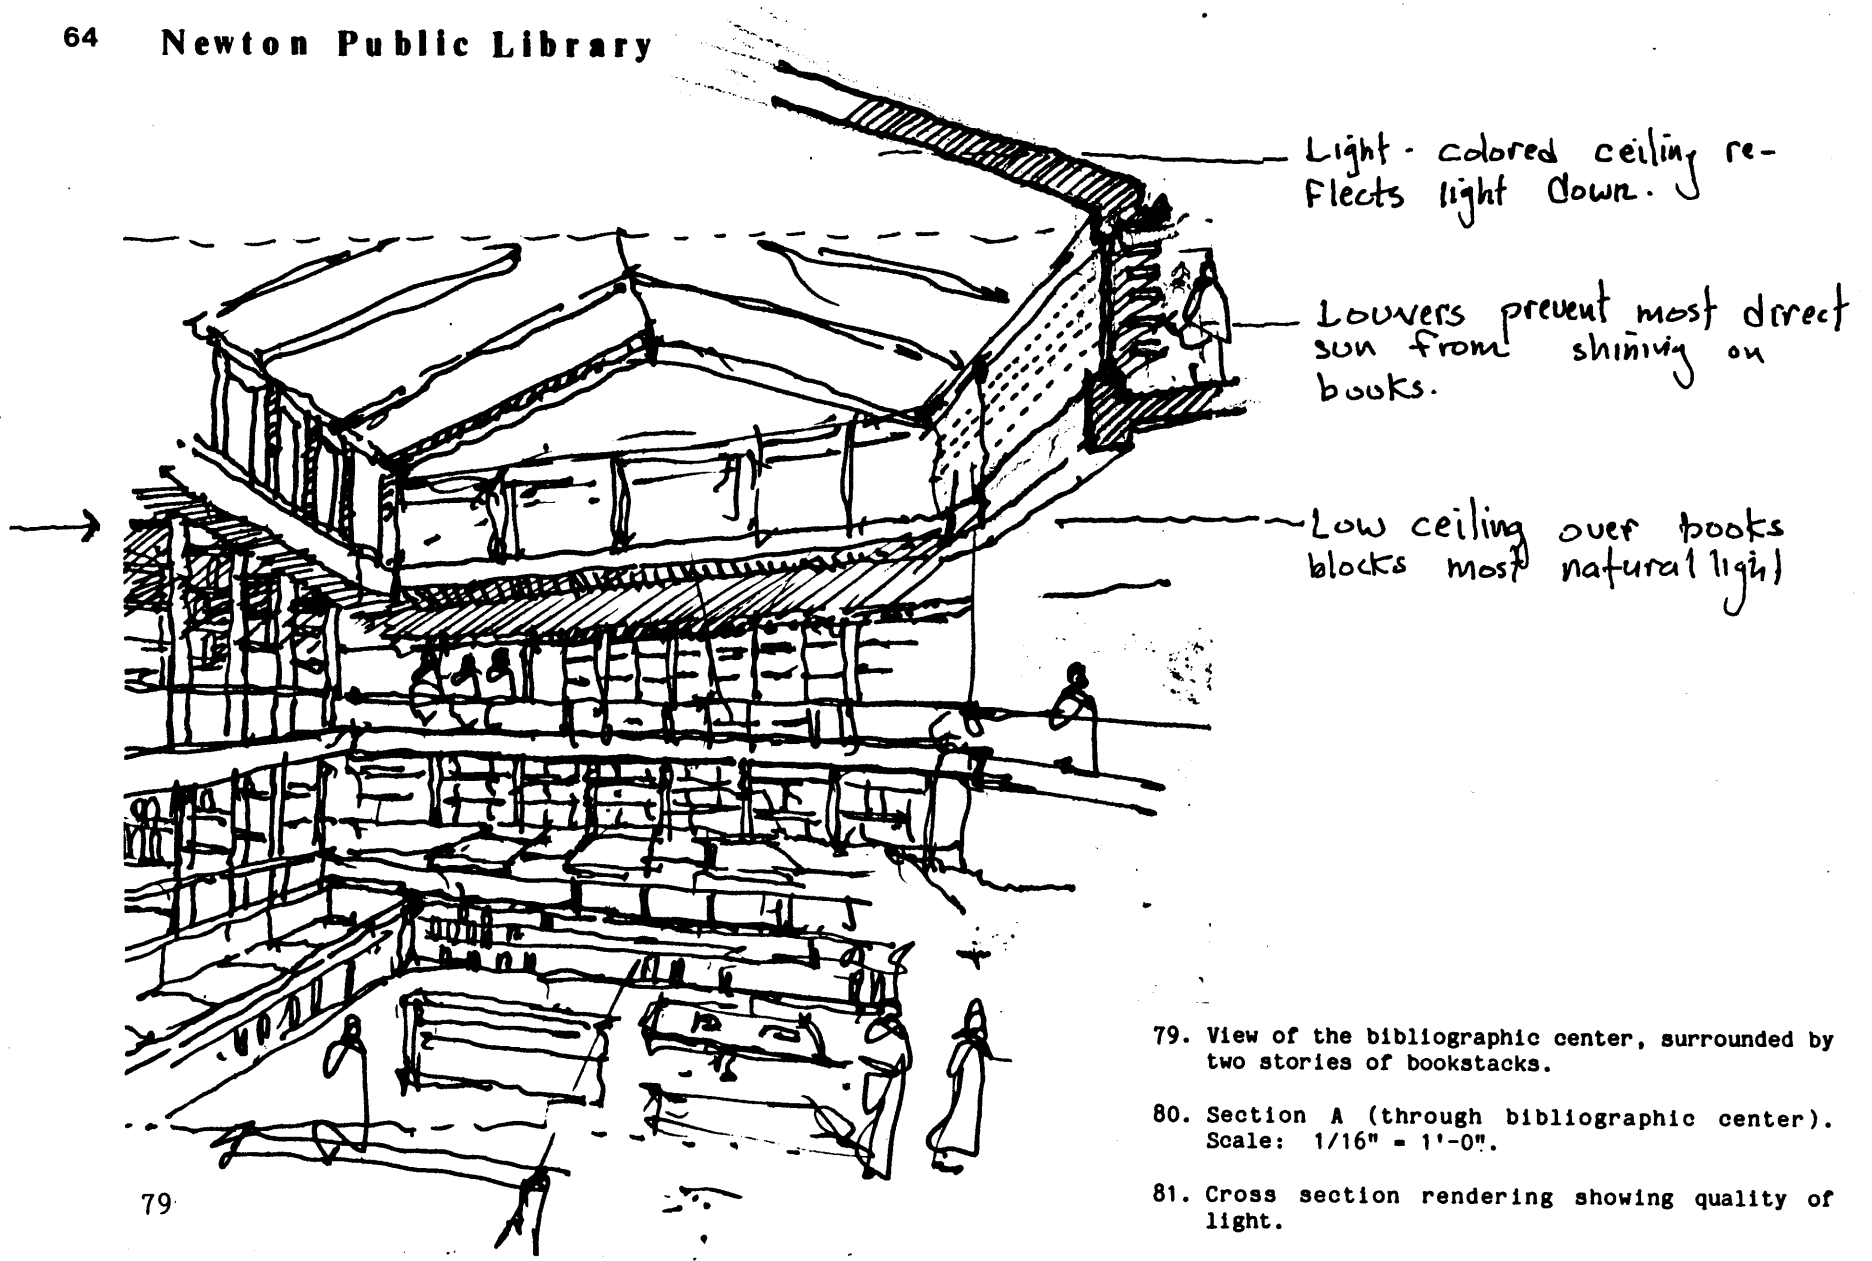 64 Newton Public Library
Light-colored ceiling re-
flects light down.
Louvers prevent most direct
sun from shining on
books.
Low ceiling over books
blocks most natural light
79. View of the bibliographic center, surrounded by
two stories of bookstacks.
80. Section A (through bibliographic center).
Scale: 1/16" = 1'-0".
81. Cross section rendering showing quality of
light.
79